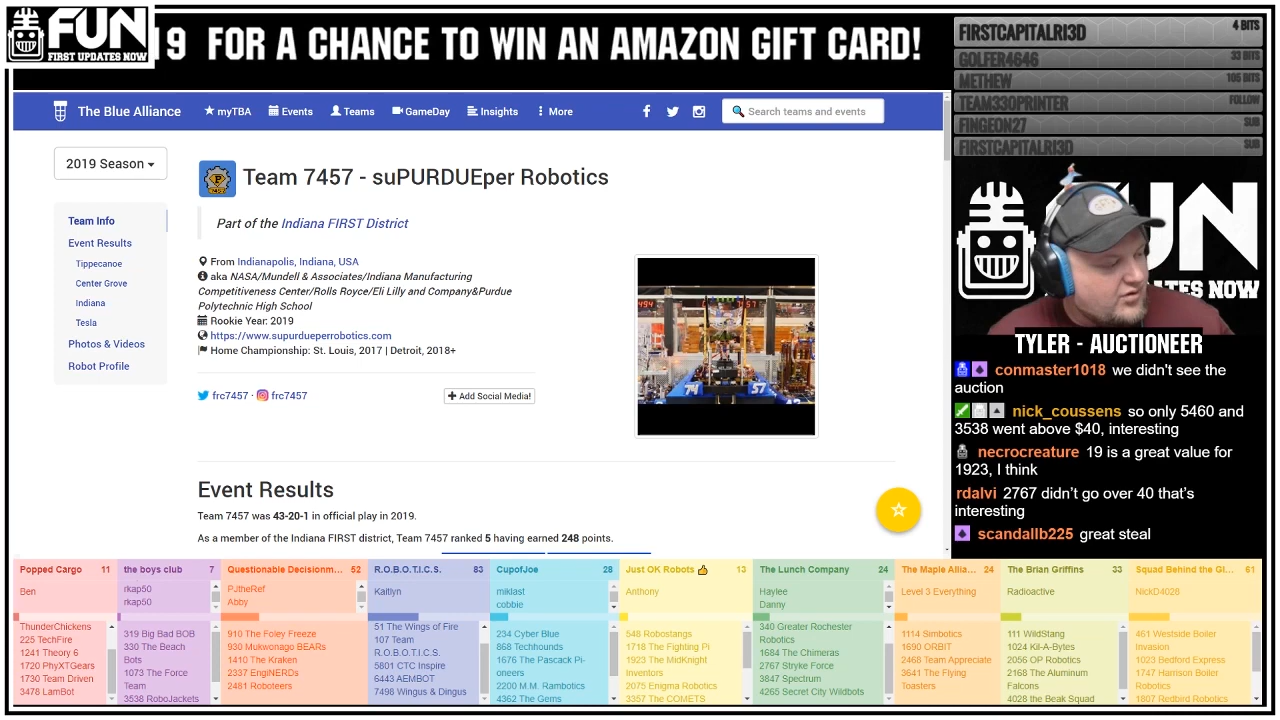 FUN
FIRST UPDATES NOW
19 FOR A CHANCE TO WIN AN AMAZON GIFT CARD!
FIRSTCAPITALRI3D 4 BITS
GOLFER4646 33 BITS
METHEW 105 BITS
TEAM330PRINTER FOLLOW
FINGEON27 SUB
FIRSTCAPITALRI3D SUB
The Blue Alliance
myTBA
Events
Teams
GameDay
Insights
More
Search teams and events
2019 Season
Team Info
Event Results
Tippecanoe
Center Grove
Indiana
Tesla
Photos & Videos
Robot Profile
Team 7457 - suPURDUEper Robotics
Part of the Indiana FIRST District
From Indianapolis, Indiana, USA
aka NASA/Mundell & Associates/Indiana Manufacturing
Competitiveness Center/Rolls Royce/Eli Lilly and Company&Purdue
Polytechnic High School
Rookie Year: 2019
https://www.supurdueperrobotics.com
Home Championship: St. Louis, 2017 | Detroit, 2018+
frc7457 · frc7457
Add Social Media!
74 57
Event Results
Team 7457 was 43-20-1 in official play in 2019.
As a member of the Indiana FIRST district, Team 7457 ranked 5 having earned 248 points.
UN
TES NOW
TYLER - AUCTIONEER
conmaster1018 we didn't see the
auction
nick_coussens so only 5460 and
3538 went above $40, interesting
necrocreature 19 is a great value for
1923, I think
rdalvi 2767 didn't go over 40 that's
interesting
scandallb225 great steal
Popped Cargo 11
Ben
ThunderChickens
225 TechFire
1241 Theory 6
1720 PhyXTGears
1730 Team Driven
3478 LamBot
the boys club 7
rkap50
rkap50
319 Big Bad BOB
330 The Beach
Bots
1073 The Force
Team
3538 RoboJackets
Questionable Decisionm... 52
PJtheRef
Abby
910 The Foley Freeze
930 Mukwonago BEARs
1410 The Kraken
2337 EngiNERDs
2481 Roboteers
R.O.B.O.T.I.C.S. 83
Kaitlyn
51 The Wings of Fire
107 Team
R.O.B.O.T.I.C.S.
5801 CTC Inspire
6443 AEMBOT
7498 Wingus & Dingus
CupofJoe 28
miklast
cobbie
234 Cyber Blue
868 Techhounds
1676 The Pascack Pi-
oneers
2200 M.M. Rambotics
4362 The Gems
Just OK Robots 13
Anthony
548 Robostangs
1718 The Fighting Pi
1923 The MidKnight
Inventors
2075 Enigma Robotics
3357 The COMETS
The Lunch Company 24
Haylee
Danny
340 Greater Rochester
Robotics
1684 The Chimeras
2767 Stryke Force
3847 Spectrum
4265 Secret City Wildbots
The Maple Allia... 24
Level 3 Everything
1114 Simbotics
1690 ORBIT
2468 Team Appreciate
3641 The Flying
Toasters
The Brian Griffins 33
Radioactive
111 WildStang
1024 Kil-A-Bytes
2056 OP Robotics
2168 The Aluminum
Falcons
4028 the Beak Squad
Squad Behind the Gl... 61
NickD4028
461 Westside Boiler
Invasion
1023 Bedford Express
1747 Harrison Boiler
Robotics
1807 Redbird Robotics